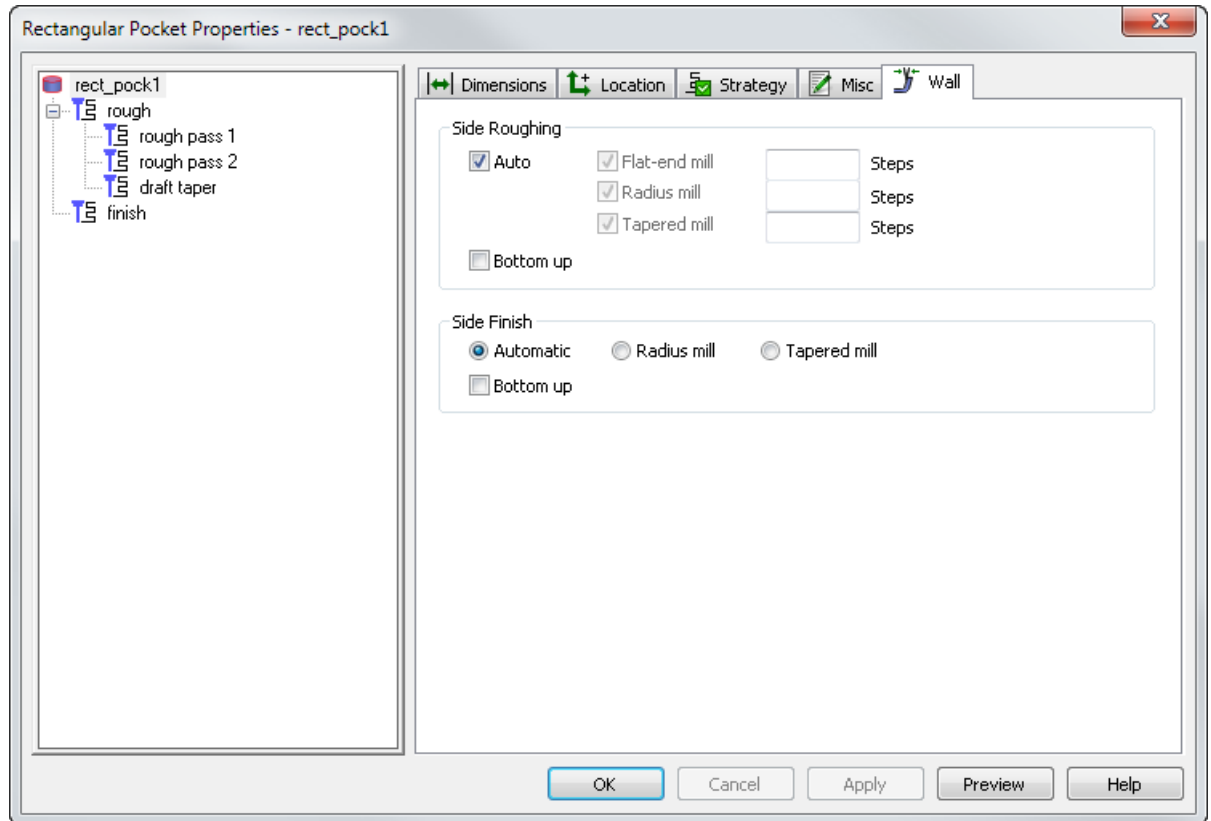 Rectangular Pocket Properties - rect_pock1
rect_pock1
rough
rough pass 1
rough pass 2
draft taper
finish
Dimensions Location Strategy Misc Wall
Side Roughing
Auto Flat-end mill Steps
Radius mill Steps
Tapered mill Steps
Bottom up
Side Finish
Automatic Radius mill Tapered mill
Bottom up
OK Cancel Apply Preview Help